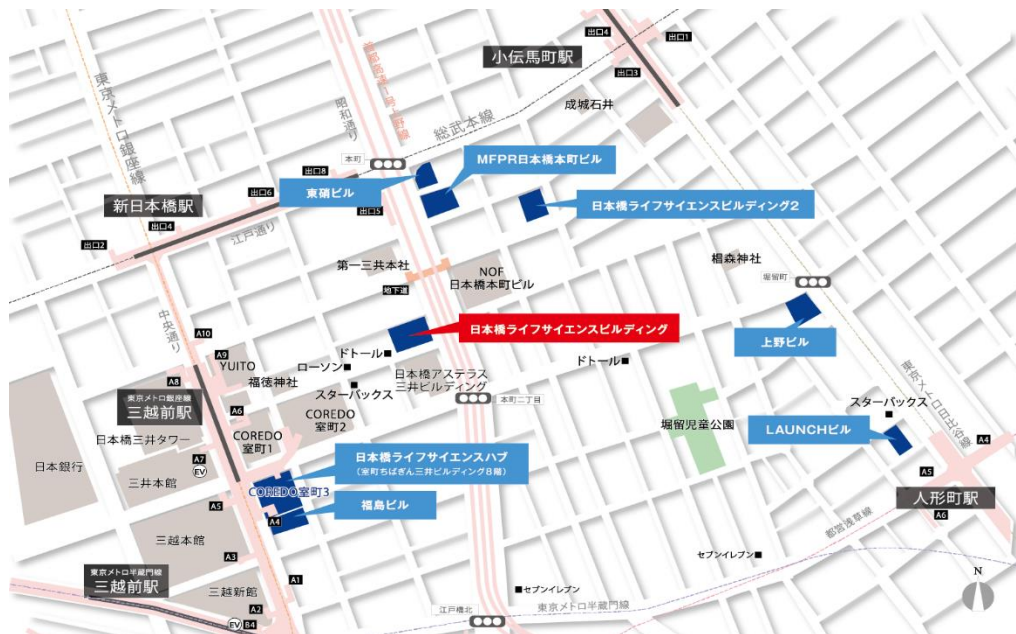 出口4
出口1
小伝馬町駅
出口3
成城石井
東京メトロ銀座線
昭和通り
総武本線
本町
MFPR日本橋本町ビル
出口8
東硝ビル
出口6
出口5
日本橋ライフサイエンスビルディング2
新日本橋駅
出口4
出口2
江戸通り
第一三共本社
地下道
NOF
日本橋本町ビル
椙森神社
堀留町
日本橋ライフサイエンスビルディング
上野ビル
中央通り
A10
A9
YUITO
ドトール
ローソン
福徳神社
スターバックス
日本橋アステラス
三井ビルディング
ドトール
本町二丁目
A8
東京メトロ銀座線
三越前駅
A6
COREDO
室町2
COREDO
室町1
日本橋三井タワー
A7
EV
日本銀行
三井本館
日本橋ライフサイエンスハブ
(室町ちばぎん三井ビルディング8階)
COREDO室町3
福島ビル
A5
A4
堀留児童公園
スターバックス
LAUNCHビル
東京メトロ日比谷線
A4
A5
人形町駅
A6
都営浅草線
三越本館
A3
東京メトロ半蔵門線
三越前駅
A1
三越新館
A2
EV
B4
セブンイレブン
セブンイレブン
江戸橋北
東京メトロ半蔵門線
N